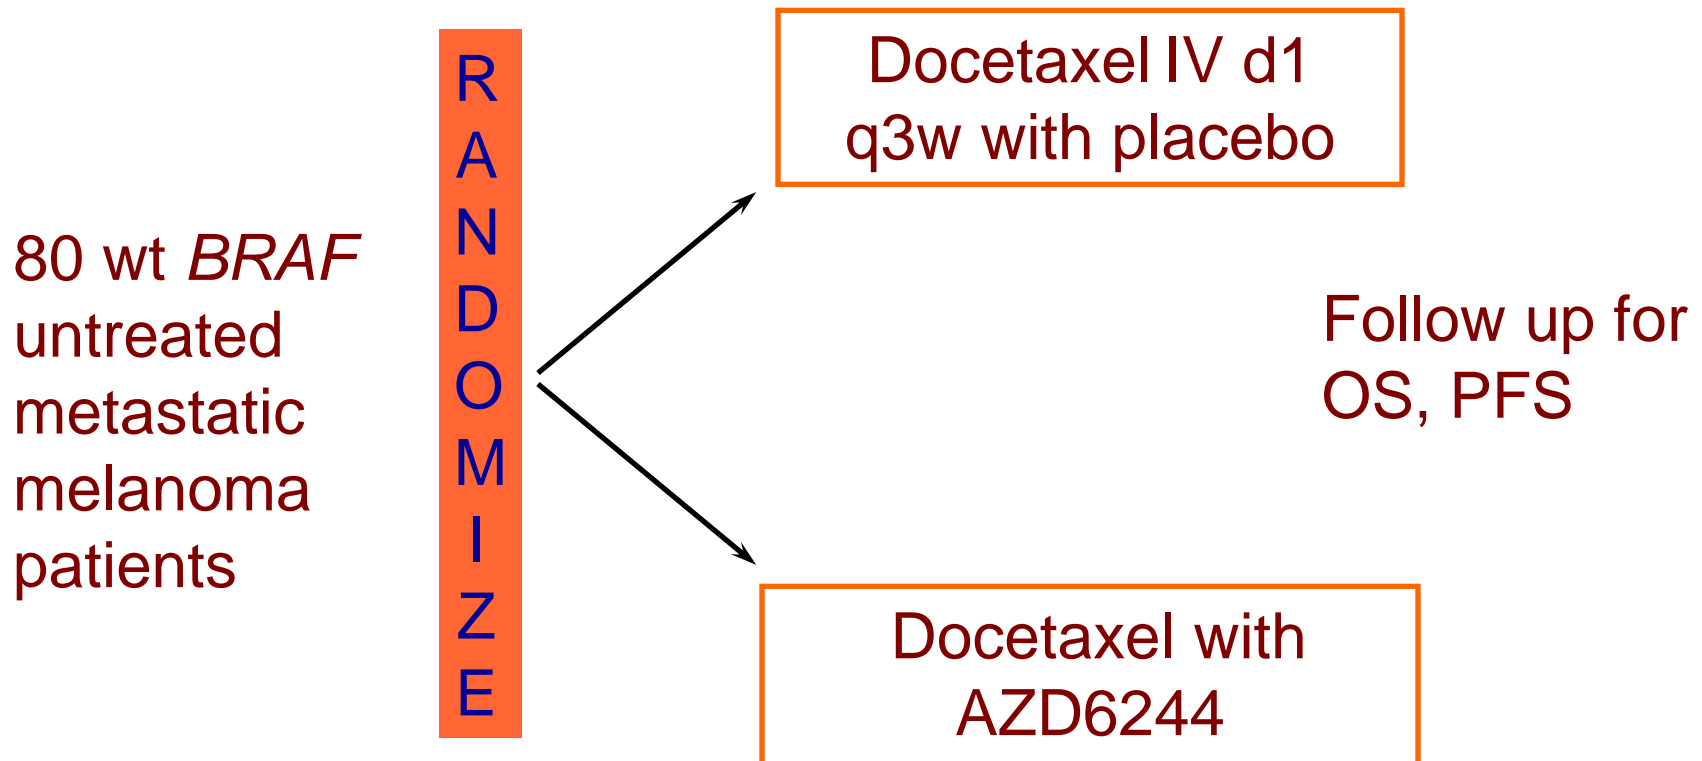 80 wt BRAF
untreated
metastatic
melanoma
patients
R
A
N
D
O
M
I
Z
E
Docetaxel IV d1
q3w with placebo
Docetaxel with
AZD6244
Follow up for
OS, PFS